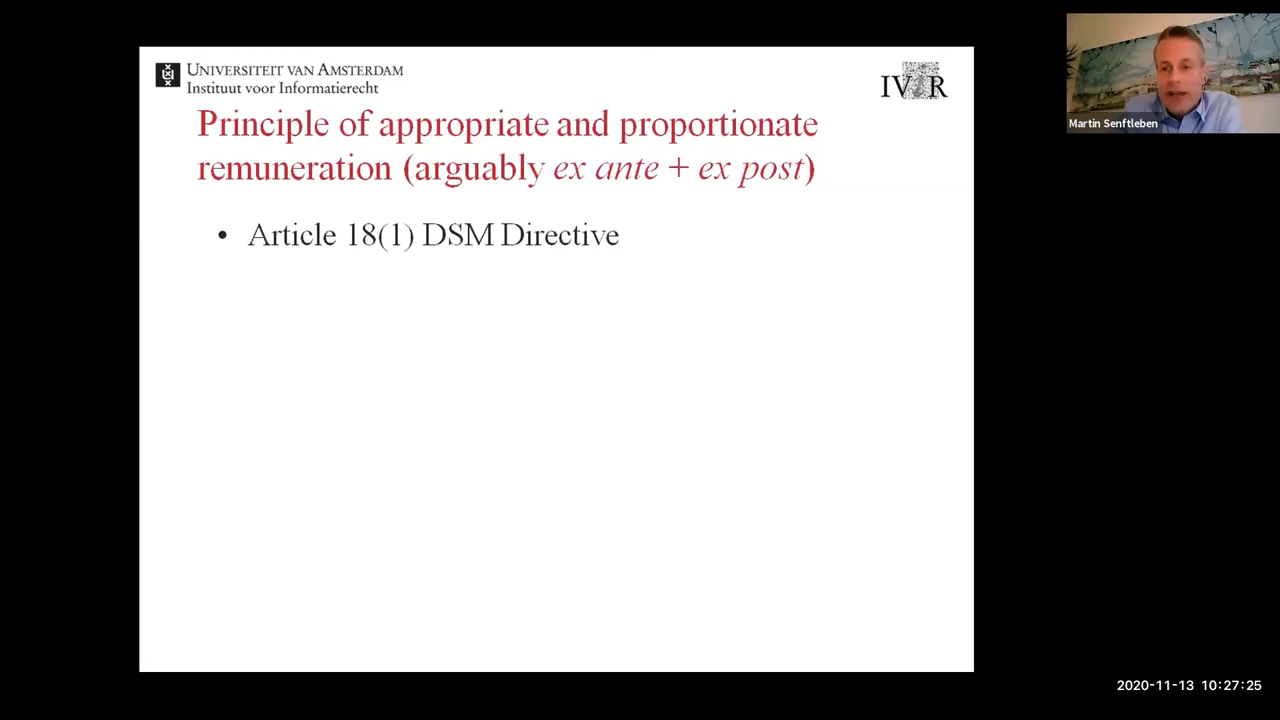 UNIVERSITEIT VAN AMSTERDAM
Instituut voor Informatierecht
IViR
Principle of appropriate and proportionate
remuneration (arguably ex ante + ex post)
• Article 18(1) DSM Directive
Martin Senftleben
2020-11-13 10:27:25